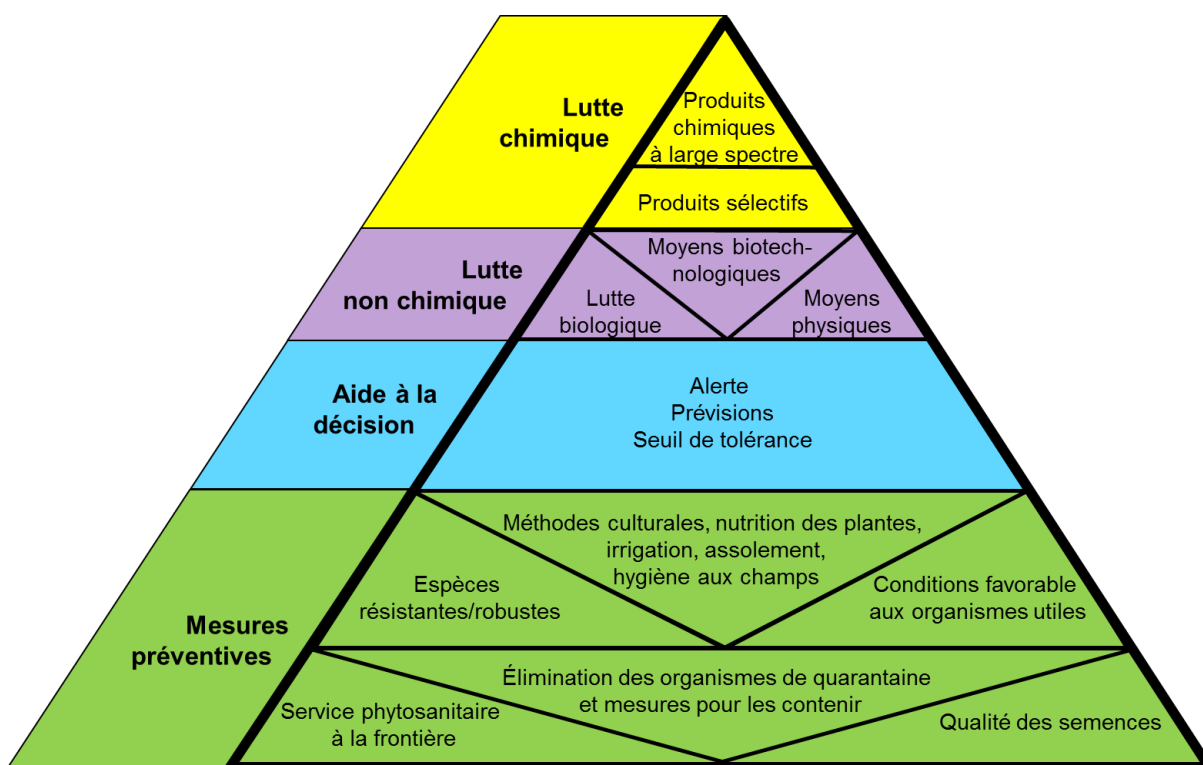 Lutte
chimique
Produits
chimiques
à large spectre
Produits sélectifs
Lutte
non chimique
Moyens biotech-
nologiques
Lutte
biologique
Moyens
physiques
Aide à la
décision
Alerte
Prévisions
Seuil de tolérance
Mesures
préventives
Méthodes culturales, nutrition des plantes,
irrigation, assolement,
hygiène aux champs
Espèces
résistantes/robustes
Conditions favorable
aux organismes utiles
Élimination des organismes de quarantaine
et mesures pour les contenir
Service phytosanitaire
à la frontière
Qualité des semences